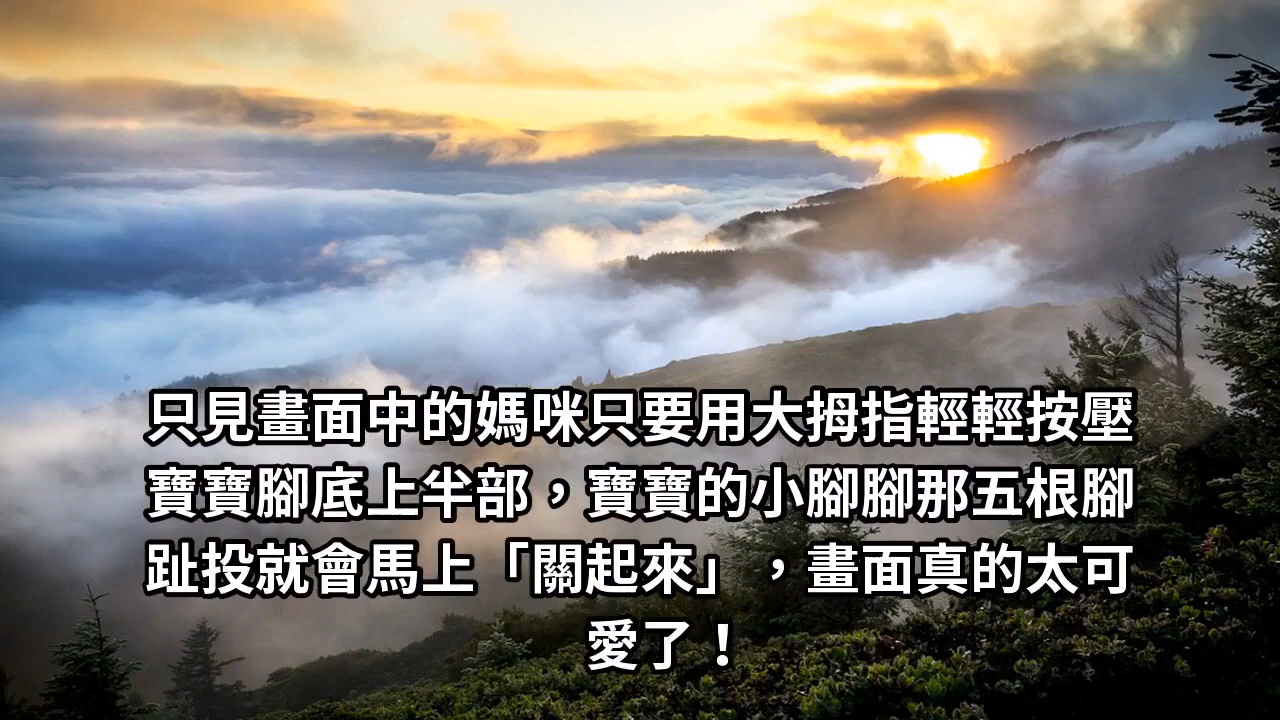 只見畫面中的媽咪只要用大拇指輕輕按壓
寶寶腳底上半部，寶寶的小腳腳那五根腳
趾投就會馬上「關起來」，畫面真的太可
愛了！